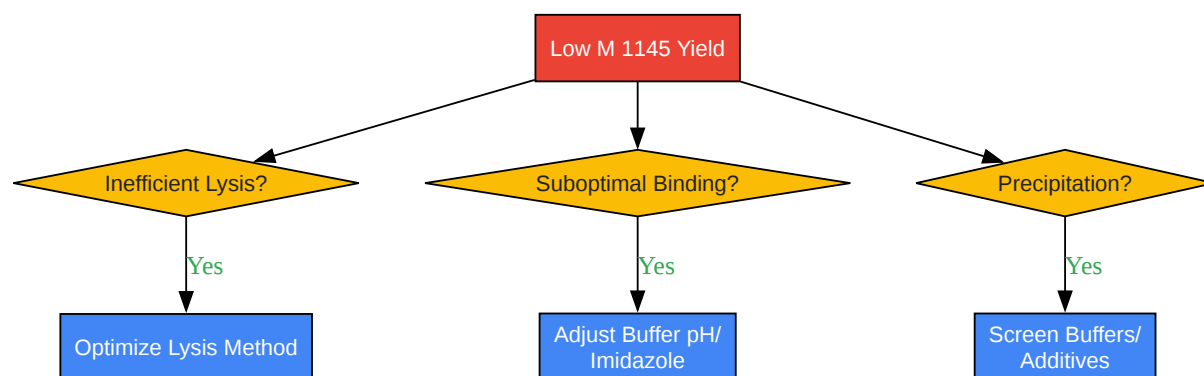 Low M 1145 Yield
Inefficient Lysis?
Suboptimal Binding?
Precipitation?
Yes
Yes
Yes
Optimize Lysis Method
Adjust Buffer pH/
Imidazole
Screen Buffers/
Additives